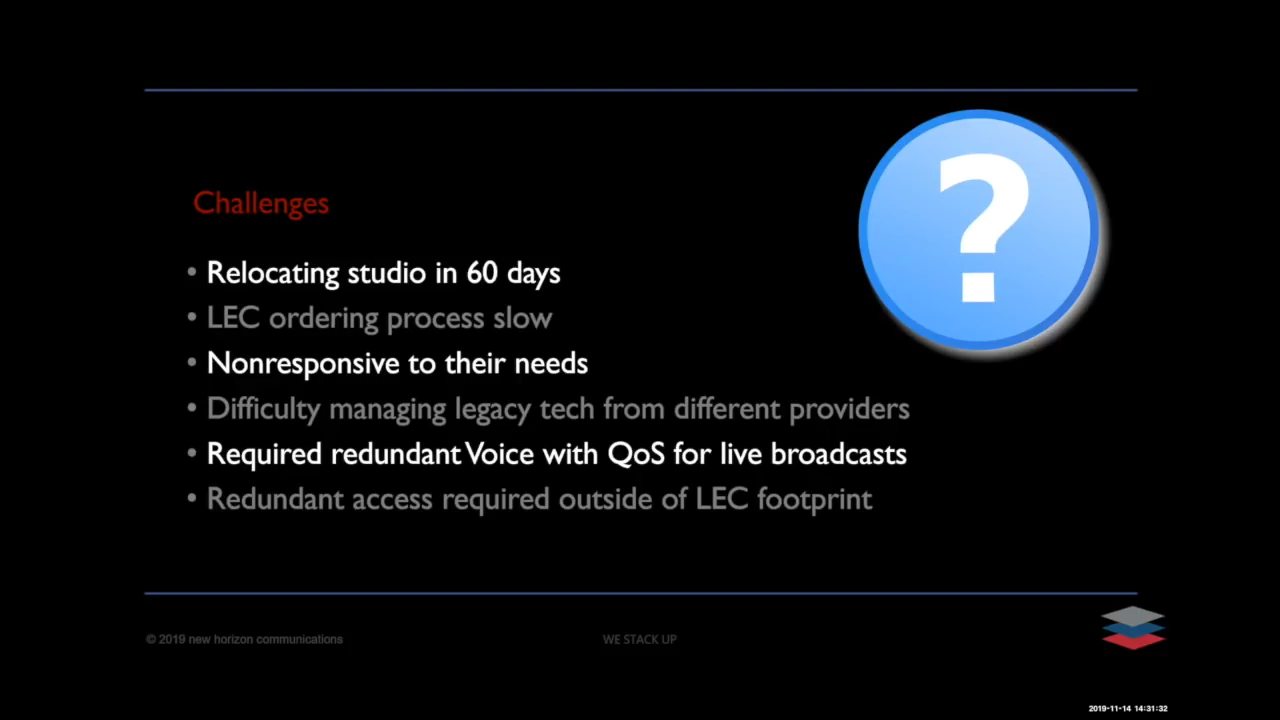 Challenges
• Relocating studio in 60 days
• LEC ordering process slow
• Nonresponsive to their needs
• Difficulty managing legacy tech from different providers
• Required redundant Voice with QoS for live broadcasts
• Redundant access required outside of LEC footprint
?
© 2019 new horizon communications
WE STACK UP
2019-11-14 14:31:32